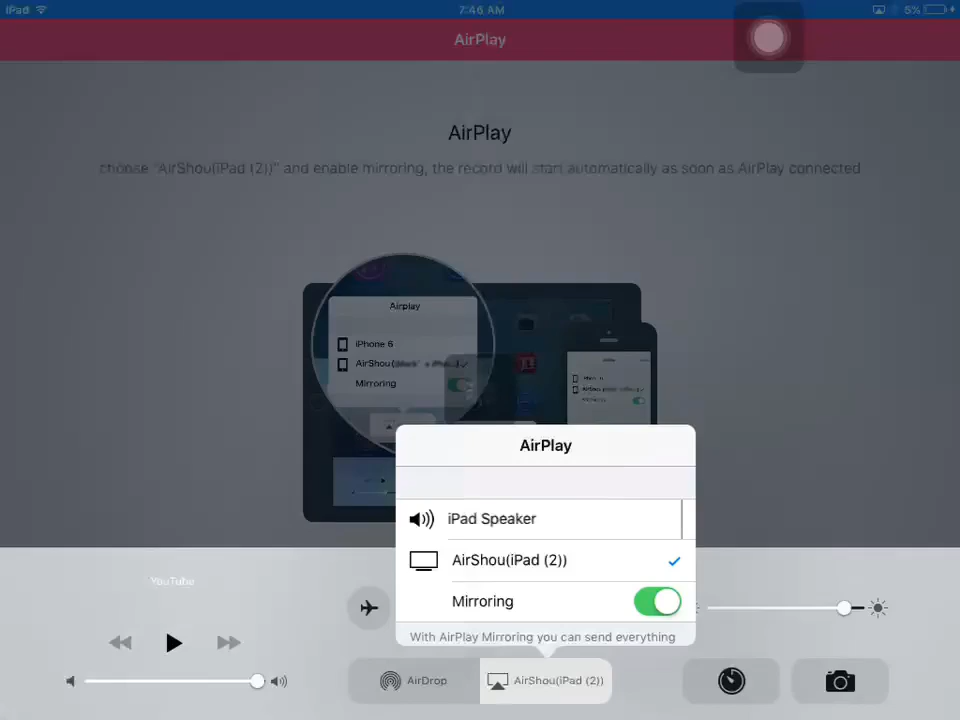 iPad
7:46 AM
5%
AirPlay
AirPlay
choose "AirShou(iPad (2))" and enable mirroring, the record will start automatically as soon as AirPlay connected
Airplay
iPhone 6
AirShou(
Mirroring
AirPlay
iPad Speaker
AirShou(iPad (2))
Mirroring
With AirPlay Mirroring you can send everything
YouTube
AirDrop
AirShou(iPad (2))